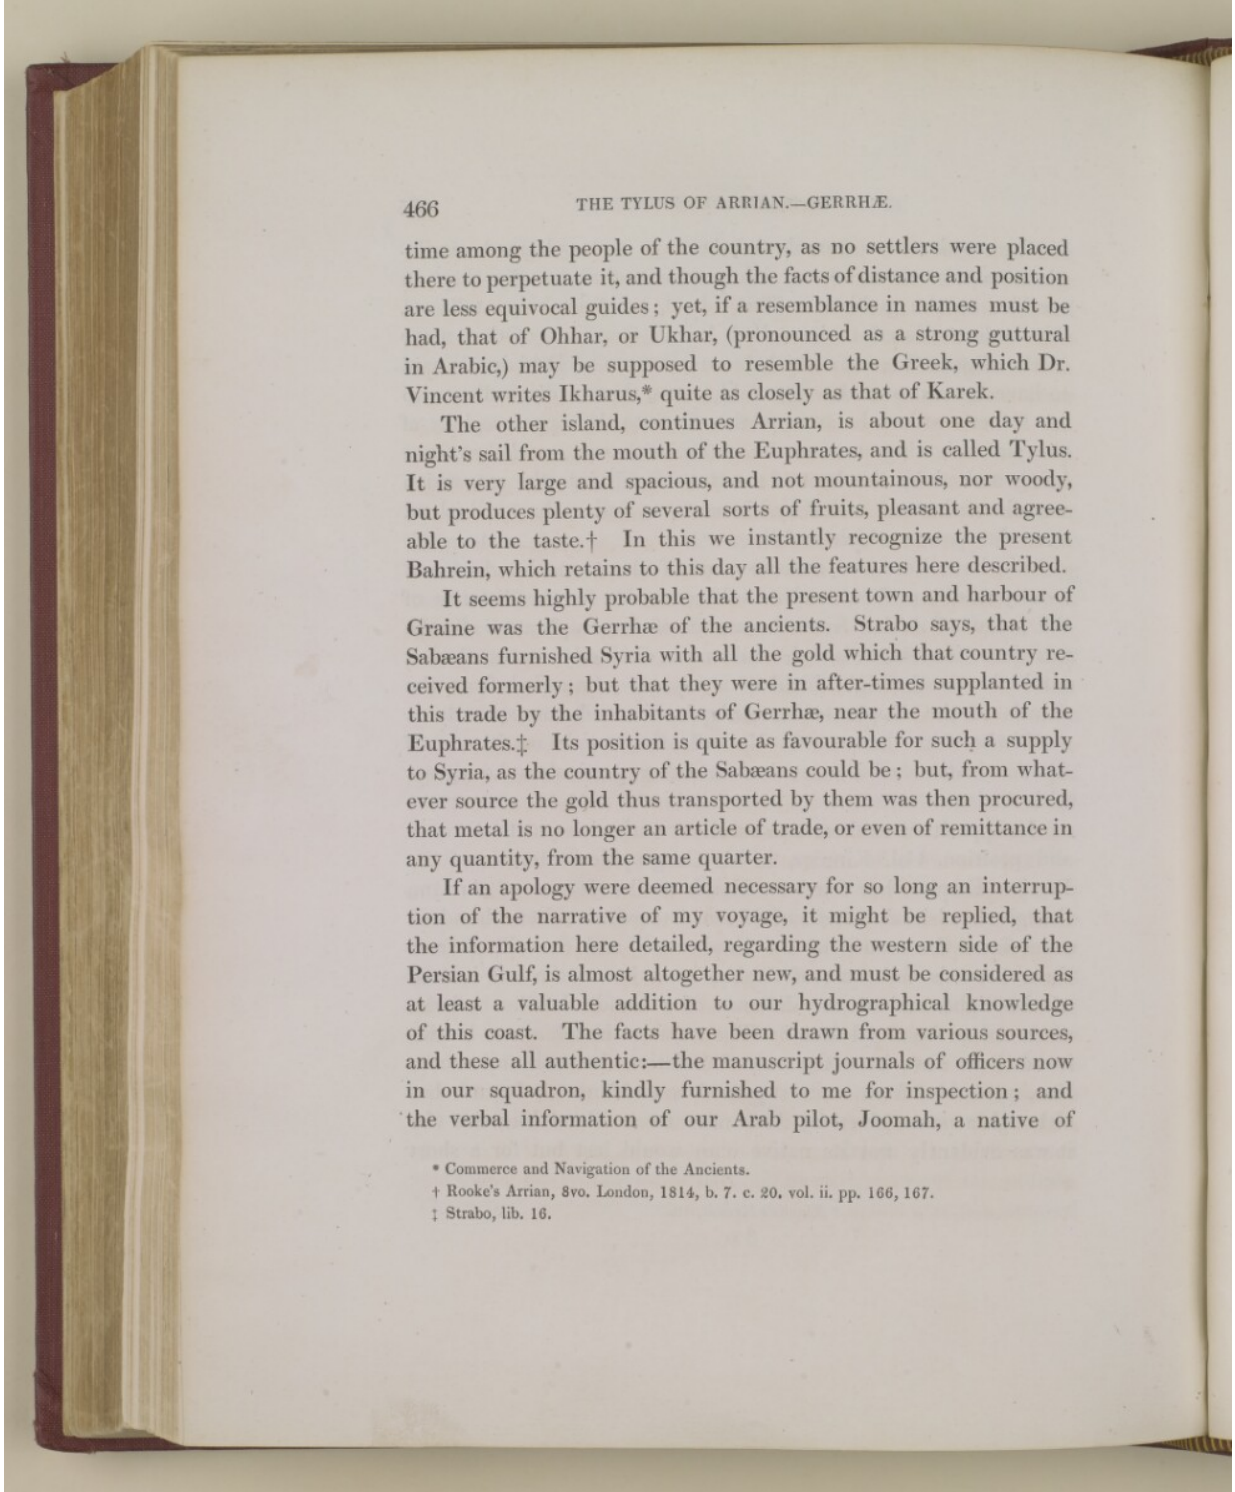 466 THE TYLUS OF ARRIAN.—GERRHÆ.
time among the people of the country, as no settlers were placed
there to perpetuate it, and though the facts of distance and position
are less equivocal guides; yet, if a resemblance in names must be
had, that of Ohhar, or Ukhar, (pronounced as a strong guttural
in Arabic,) may be supposed to resemble the Greek, which Dr.
Vincent writes Ikharus,* quite as closely as that of Karek.
The other island, continues Arrian, is about one day and
night's sail from the mouth of the Euphrates, and is called Tylus.
It is very large and spacious, and not mountainous, nor woody,
but produces plenty of several sorts of fruits, pleasant and agree-
able to the taste.† In this we instantly recognize the present
Bahrein, which retains to this day all the features here described.
It seems highly probable that the present town and harbour of
Graine was the Gerrhæ of the ancients. Strabo says, that the
Sabæans furnished Syria with all the gold which that country re-
ceived formerly; but that they were in after-times supplanted in
this trade by the inhabitants of Gerrhæ, near the mouth of the
Euphrates.‡ Its position is quite as favourable for such a supply
to Syria, as the country of the Sabæans could be; but, from what-
ever source the gold thus transported by them was then procured,
that metal is no longer an article of trade, or even of remittance in
any quantity, from the same quarter.
If an apology were deemed necessary for so long an interrup-
tion of the narrative of my voyage, it might be replied, that
the information here detailed, regarding the western side of the
Persian Gulf, is almost altogether new, and must be considered as
at least a valuable addition to our hydrographical knowledge
of this coast. The facts have been drawn from various sources,
and these all authentic:—the manuscript journals of officers now
in our squadron, kindly furnished to me for inspection; and
the verbal information of our Arab pilot, Joomah, a native of
* Commerce and Navigation of the Ancients.
† Rooke's Arrian, 8vo. London, 1814, b. 7. c. 20. vol. ii. pp. 166, 167.
‡ Strabo, lib. 16.